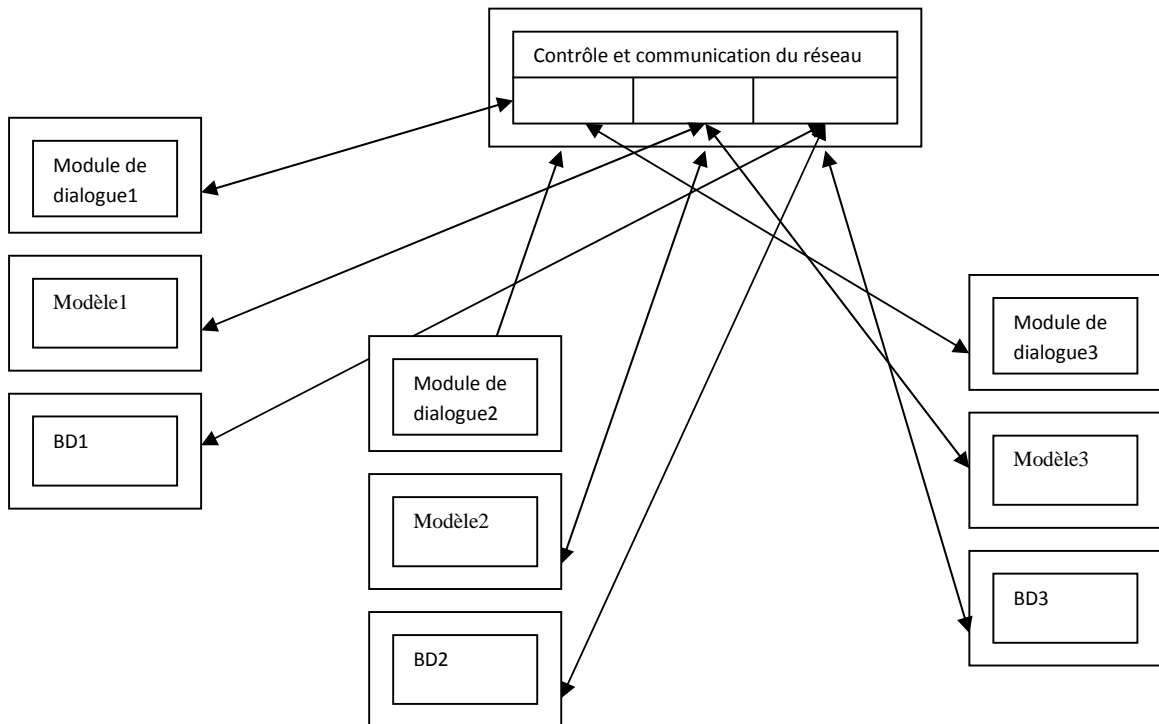 Contrôle et communication du réseau
Module de
dialogue1
Modèle1
BD1
Module de
dialogue2
Modèle2
BD2
Module de
dialogue3
Modèle3
BD3